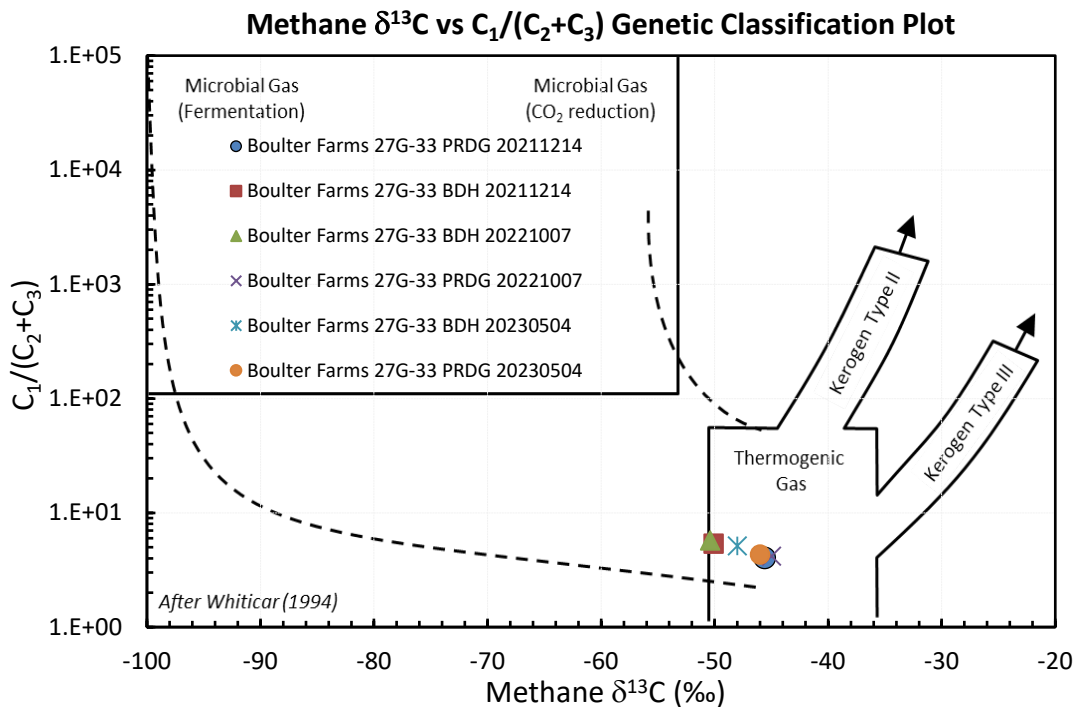 Methane δ¹³C vs C₁/(C₂+C₃) Genetic Classification Plot
C₁/(C₂+C₃)
1.E+05
1.E+04
1.E+03
1.E+02
1.E+01
1.E+00
Microbial Gas
(Fermentation)
Microbial Gas
(CO₂ reduction)
Boulter Farms 27G-33 PRDG 20211214
Boulter Farms 27G-33 BDH 20211214
Boulter Farms 27G-33 BDH 20221007
Boulter Farms 27G-33 PRDG 20221007
Boulter Farms 27G-33 BDH 20230504
Boulter Farms 27G-33 PRDG 20230504
Kerogen Type II
Kerogen Type III
Thermogenic
Gas
After Whiticar (1994)
-100 -90 -80 -70 -60 -50 -40 -30 -20
Methane δ¹³C (‰)